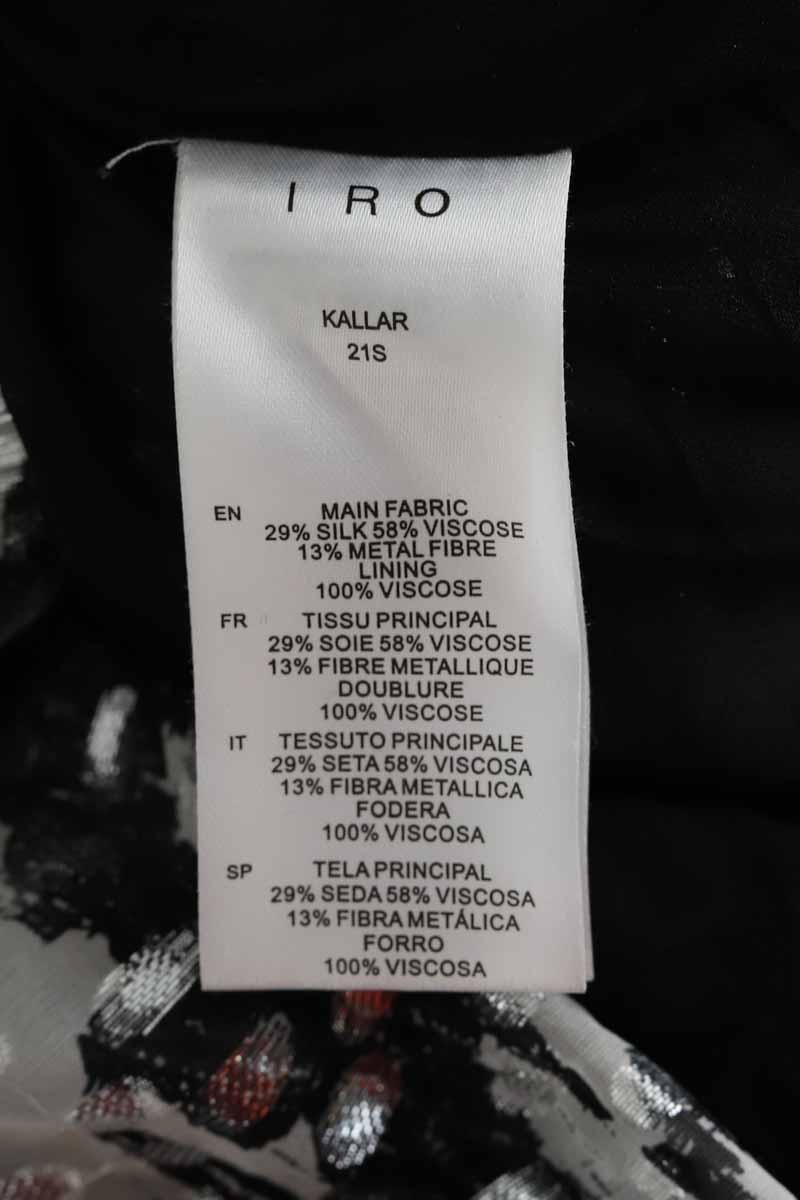 IRO
KALLAR
21S
EN MAIN FABRIC
29% SILK 58% VISCOSE
13% METAL FIBRE
LINING
100% VISCOSE
FR TISSU PRINCIPAL
29% SOIE 58% VISCOSE
13% FIBRE METALLIQUE
DOUBLURE
100% VISCOSE
IT TESSUTO PRINCIPALE
29% SETA 58% VISCOSA
13% FIBRA METALLICA
FODERA
100% VISCOSA
SP TELA PRINCIPAL
29% SEDA 58% VISCOSA
13% FIBRA METÁLICA
FORRO
100% VISCOSA